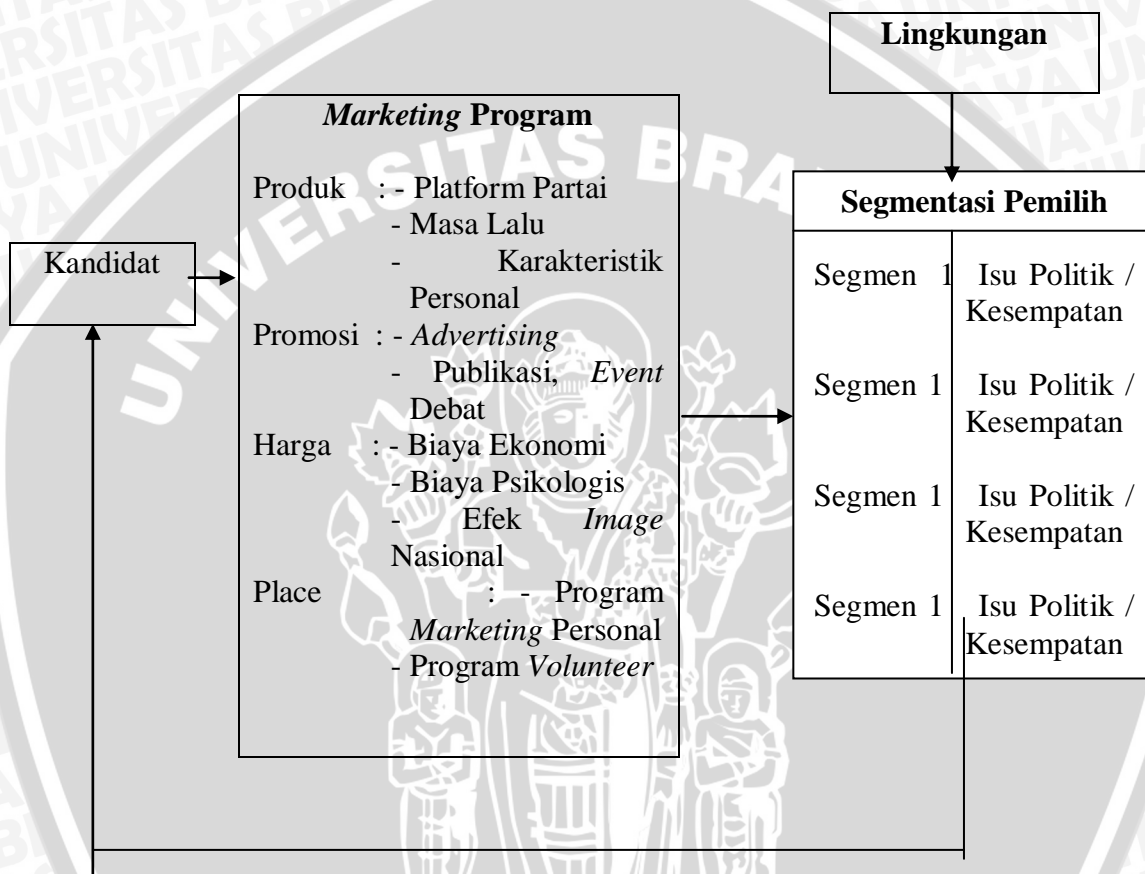 Lingkungan
Marketing Program
Produk : - Platform Partai
- Masa Lalu
- Karakteristik
Personal
Promosi : - Advertising
- Publikasi, Event
Debat
Harga : - Biaya Ekonomi
- Biaya Psikologis
- Efek Image
Nasional
Place : - Program
Marketing Personal
- Program Volunteer
Kandidat
Segmentasi Pemilih
Segmen 1 Isu Politik /
Kesempatan
Segmen 1 Isu Politik /
Kesempatan
Segmen 1 Isu Politik /
Kesempatan
Segmen 1 Isu Politik /
Kesempatan
UNIVERSITAS BRA